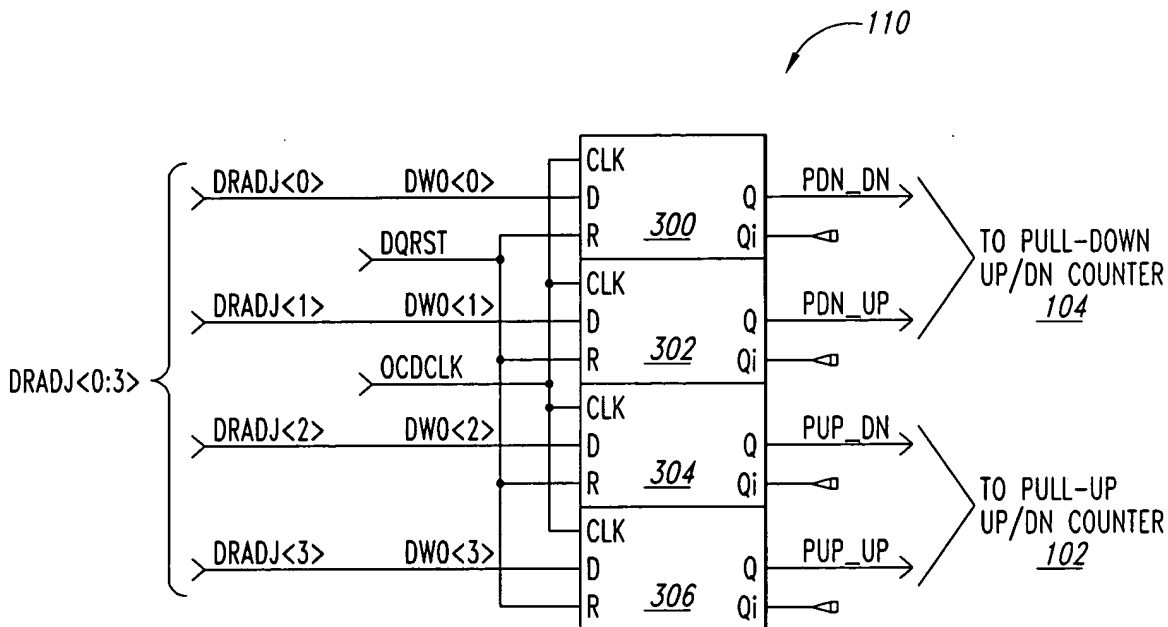 110
CLK
DRADJ<0> DWO<0> D Q PDN_DN
DQRST R 300 Qi
TO PULL-DOWN
UP/DN COUNTER
104
CLK
DRADJ<1> DWO<1> D Q PDN_UP
OCDCLK R 302 Qi
DRADJ<0:3>
CLK
DRADJ<2> DWO<2> D Q PUP_DN
R 304 Qi
TO PULL-UP
UP/DN COUNTER
102
CLK
DRADJ<3> DWO<3> D Q PUP_UP
R 306 Qi